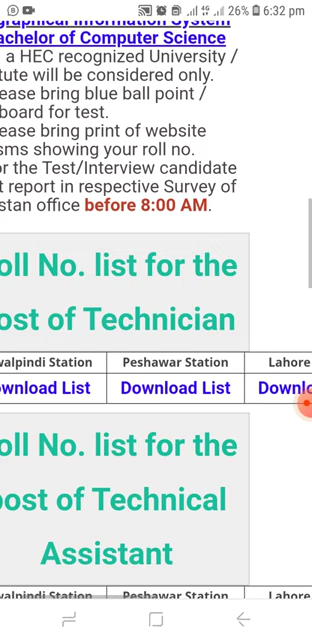 26% 6:32 pm
Information System
achelor of Computer Science
a HEC recognized University /
tute will be considered only.
ease bring blue ball point /
board for test.
ease bring print of website
sms showing your roll no.
or the Test/Interview candidate
t report in respective Survey of
stan office before 8:00 AM.
oll No. list for the
ost of Technician
walpindi Station Peshawar Station Lahore
ownload List Download List Downlo
oll No. list for the
post of Technical
Assistant
walpindi Station Peshawar Station Lahore